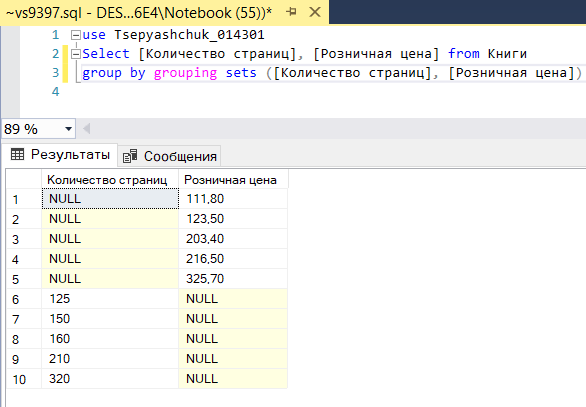 ~vs9397.sql - DES...6E4\Notebook (55))*
1 use Tsepyashchuk_014301
2 Select [Количество страниц], [Розничная цена] from Книги
3 group by grouping sets ([Количество страниц], [Розничная цена])
4
89 %
Результаты Сообщения
Количество страниц Розничная цена
1 NULL 111,80
2 NULL 123,50
3 NULL 203,40
4 NULL 216,50
5 NULL 325,70
6 125 NULL
7 150 NULL
8 160 NULL
9 210 NULL
10 320 NULL